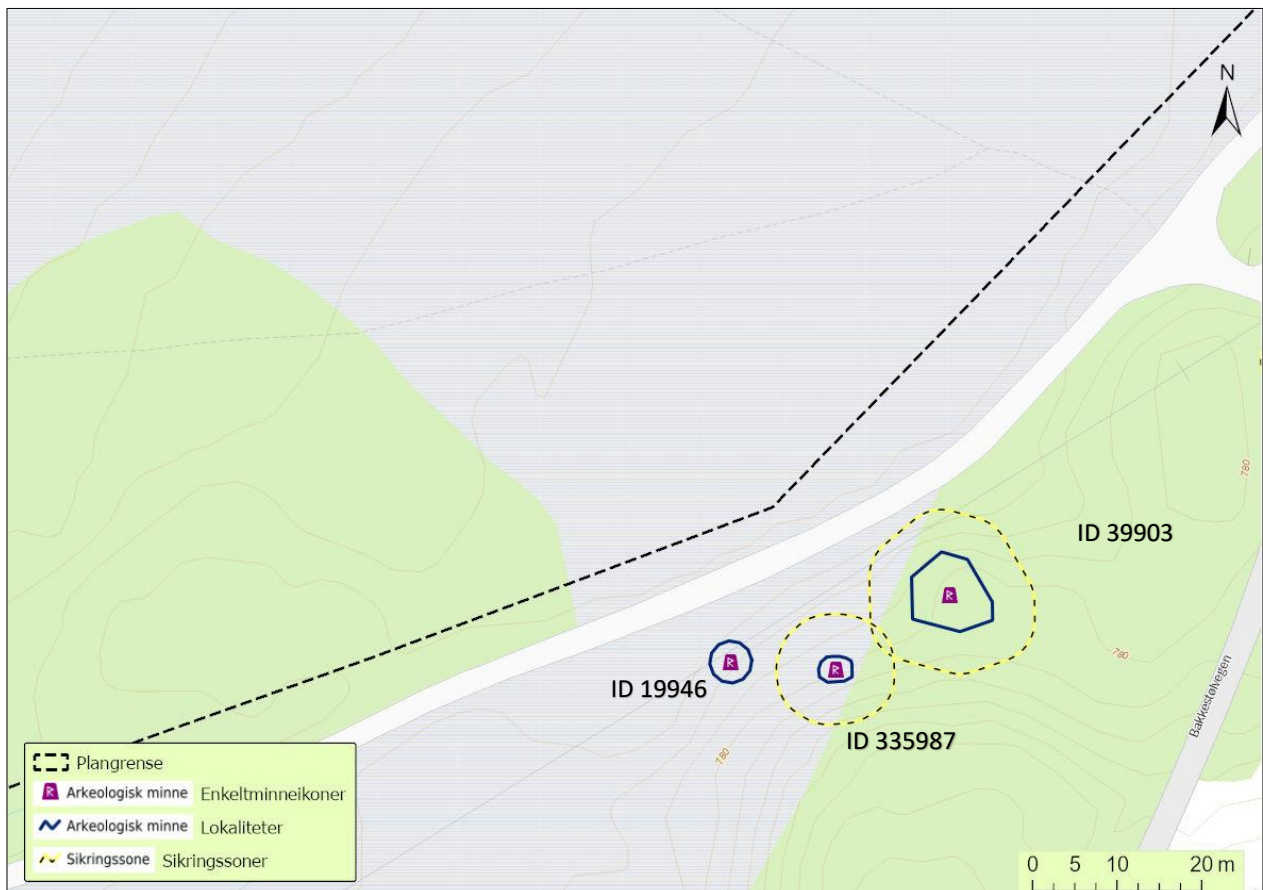 N
780
ID 39903
780
ID 19946
ID 335987
780
Bakkestølvegen
Plangrense
R Arkeologisk minne Enkeltminneikoner
Arkeologisk minne Lokaliteter
Sikringssone Sikringssoner
0 5 10 20 m
R
R
R